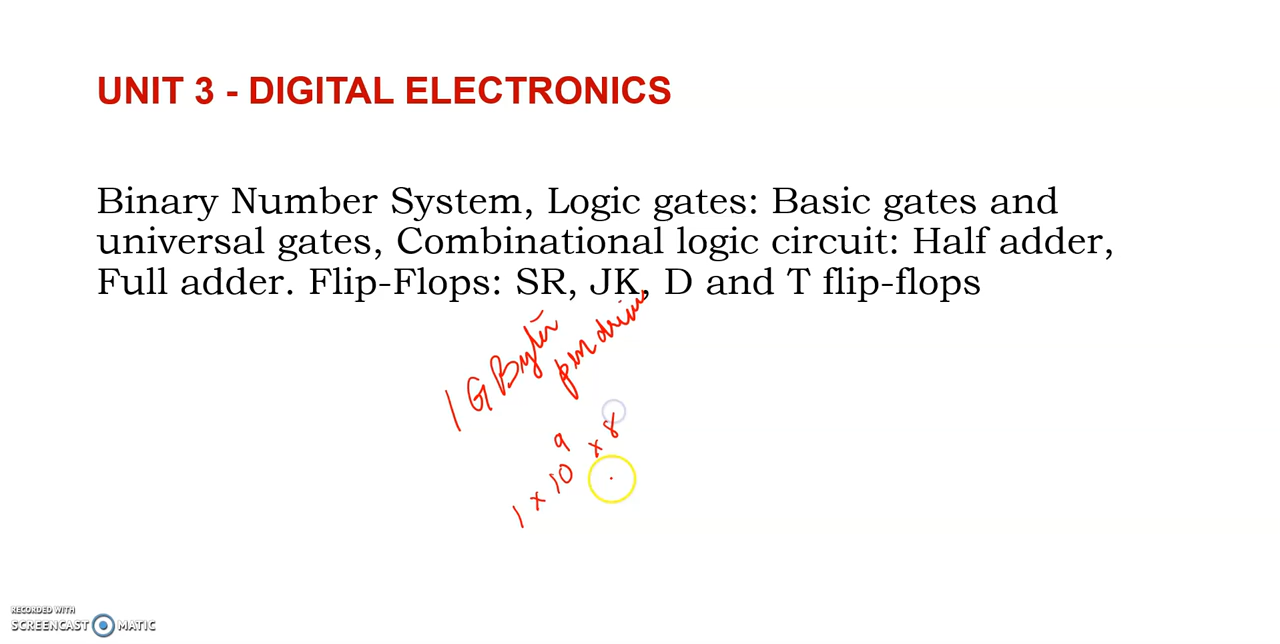 UNIT 3 - DIGITAL ELECTRONICS
Binary Number System, Logic gates: Basic gates and
universal gates, Combinational logic circuit: Half adder,
Full adder. Flip-Flops: SR, JK, D and T flip-flops
1 G Byte
pen drive
1 x 10^9 x 8
RECORDED WITH
SCREENCAST MATIC